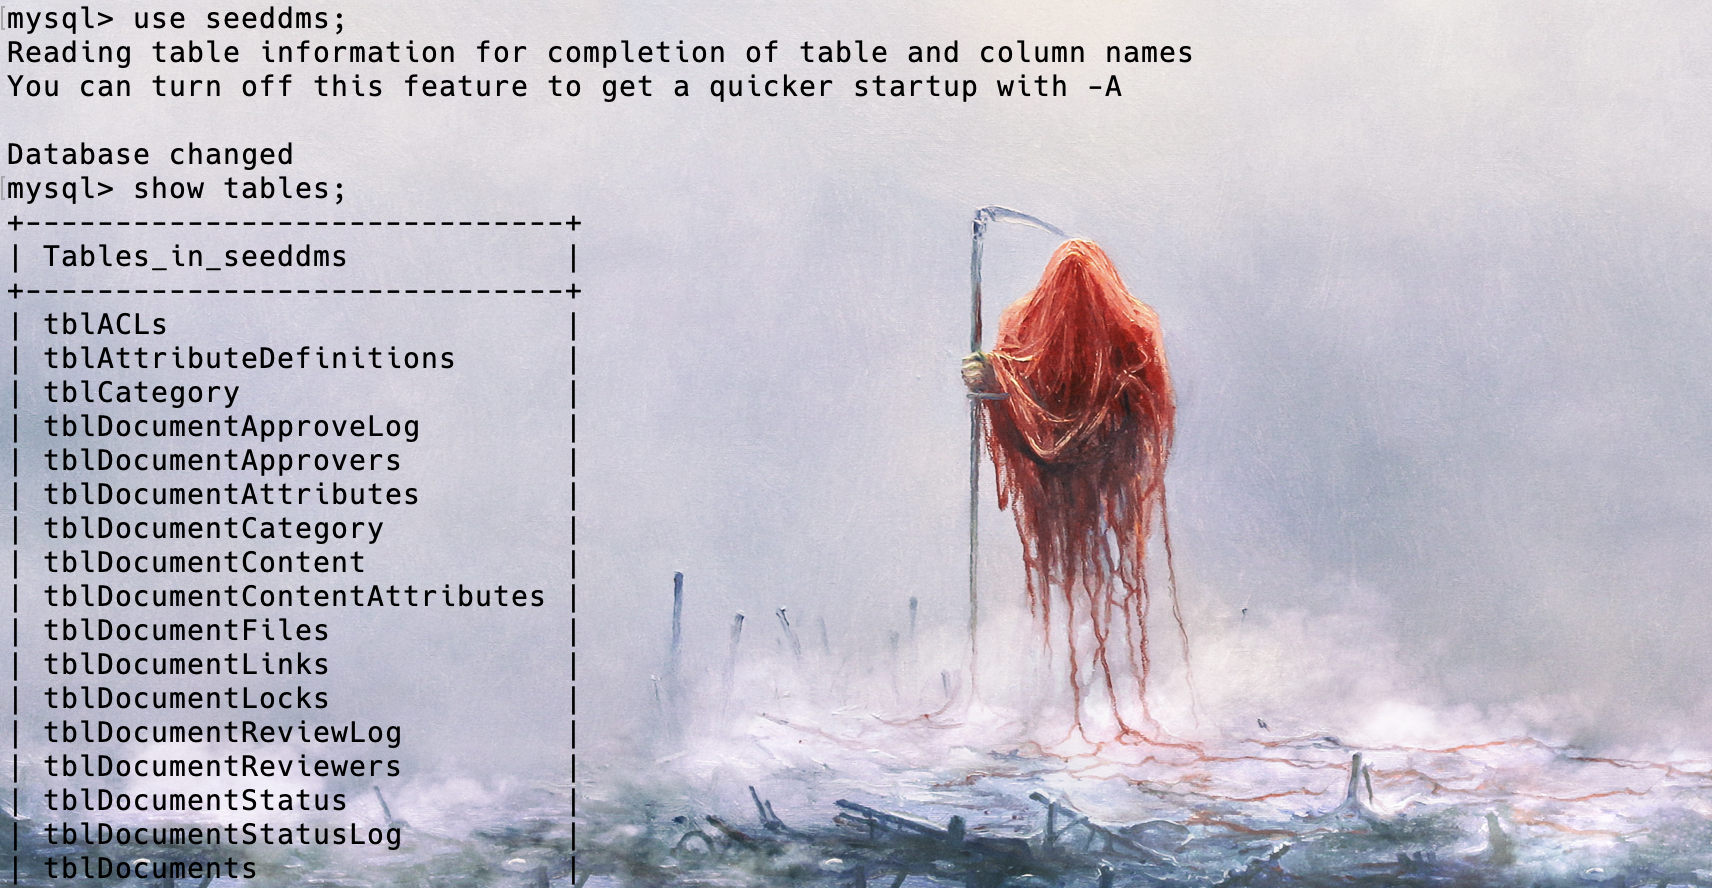 mysql> use seeddms;
Reading table information for completion of table and column names
You can turn off this feature to get a quicker startup with -A
Database changed
mysql> show tables;
+------------------------------+
| Tables_in_seeddms            |
+------------------------------+
| tblACLs                      |
| tblAttributeDefinitions      |
| tblCategory                  |
| tblDocumentApproveLog        |
| tblDocumentApprovers         |
| tblDocumentAttributes        |
| tblDocumentCategory          |
| tblDocumentContent           |
| tblDocumentContentAttributes |
| tblDocumentFiles             |
| tblDocumentLinks             |
| tblDocumentLocks             |
| tblDocumentReviewLog         |
| tblDocumentReviewers         |
| tblDocumentStatus            |
| tblDocumentStatusLog         |
| tblDocuments                 |